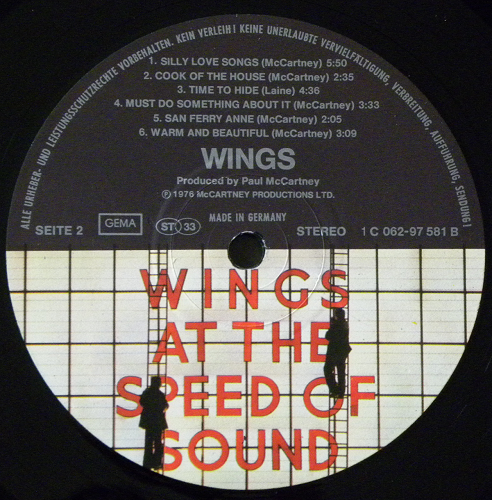 ALLE URHEBER- UND LEISTUNGSSCHUTZRECHTE VORBEHALTEN. KEIN VERLEIH! KEINE UNERLAUBTE VERVIELFÄLTIGUNG, VERBREITUNG, AUFFÜHRUNG, SENDUNG!
1. SILLY LOVE SONGS (McCartney) 5:50
2. COOK OF THE HOUSE (McCartney) 2:35
3. TIME TO HIDE (Laine) 4:36
4. MUST DO SOMETHING ABOUT IT (McCartney) 3:33
5. SAN FERRY ANNE (McCartney) 2:05
6. WARM AND BEAUTIFUL (McCartney) 3:09
WINGS
Produced by Paul McCartney
Ⓟ 1976 McCARTNEY PRODUCTIONS LTD.
MADE IN GERMANY
SEITE 2 GEMA ST 33 STEREO 1 C 062-97 581 B
WINGS
AT THE
SPEED OF
SOUND